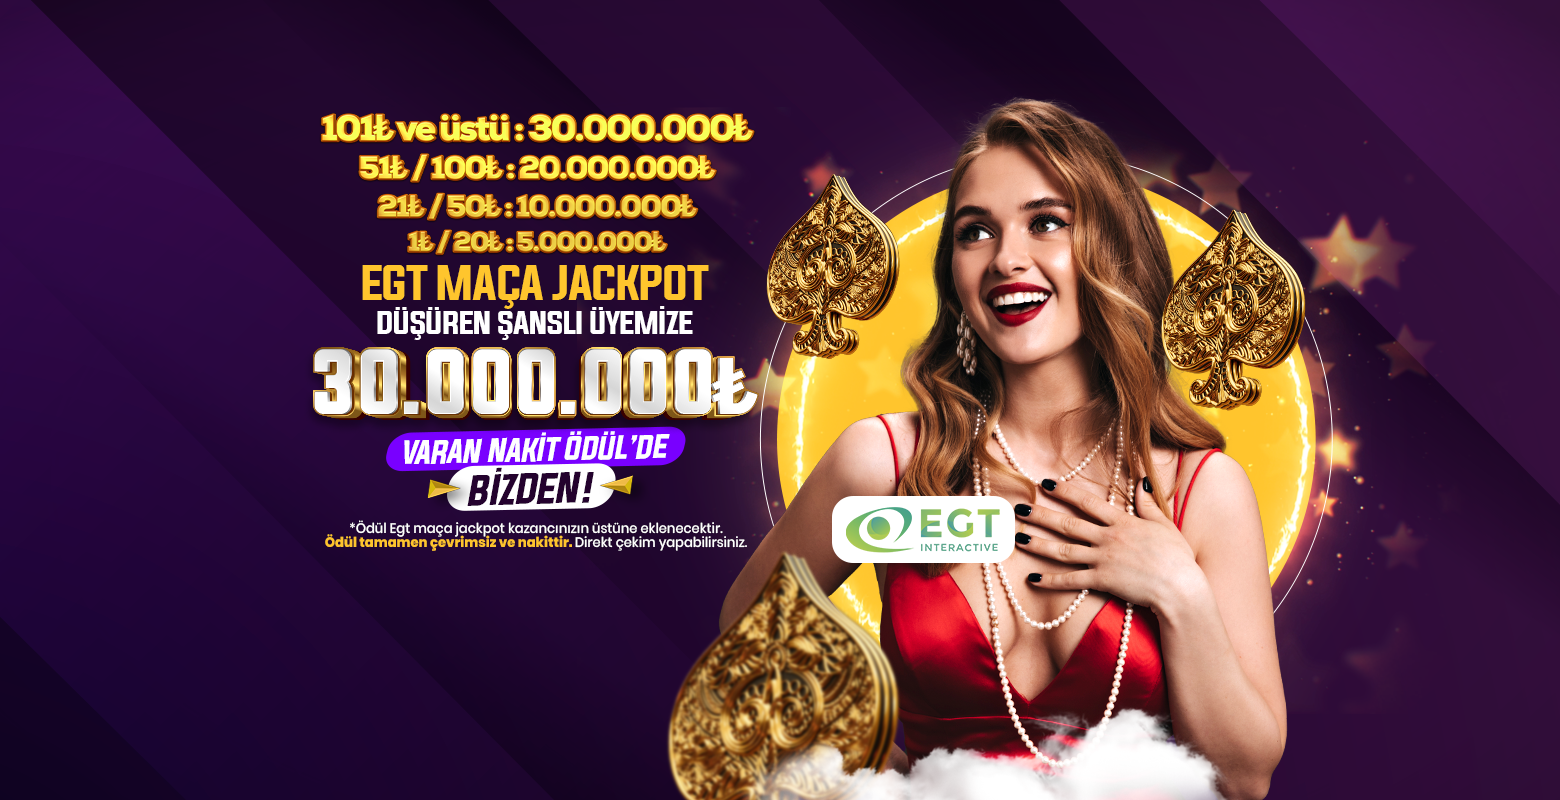 101₺ ve üstü : 30.000.000₺
51₺ / 100₺ : 20.000.000₺
21₺ / 50₺ : 10.000.000₺
1₺ / 20₺ : 5.000.000₺
EGT MAÇA JACKPOT
DÜŞÜREN ŞANSLI ÜYEMİZE
30.000.000₺
VARAN NAKİT ÖDÜL'DE
BİZDEN!
*Ödül Egt maça jackpot kazancınızın üstüne eklenecektir.
Ödül tamamen çevrimsiz ve nakittir. Direkt çekim yapabilirsiniz.
EGT
INTERACTIVE